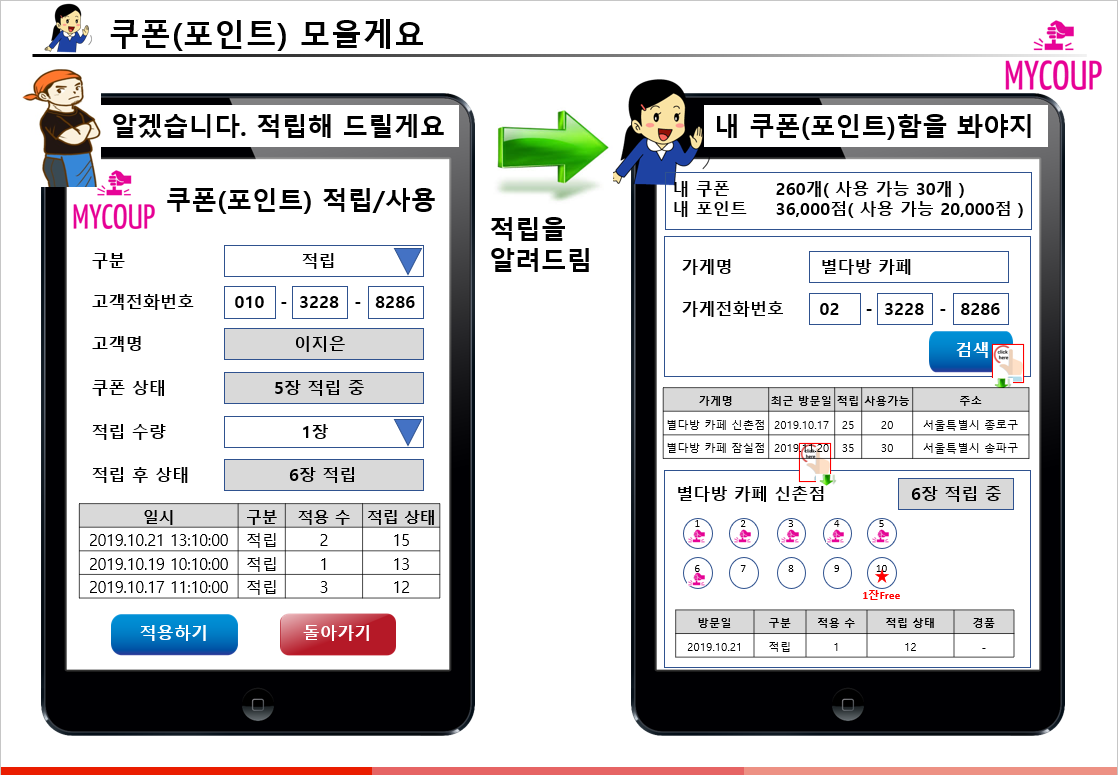 쿠폰(포인트) 모을게요
MYCOUP
알겠습니다. 적립해 드릴게요
MYCOUP
쿠폰(포인트) 적립/사용
구분 적립
고객전화번호 010 - 3228 - 8286
고객명 이지은
쿠폰 상태 5장 적립 중
적립 수량 1장
적립 후 상태 6장 적립
일시 구분 적용 수 적립 상태
2019.10.21 13:10:00 적립 2 15
2019.10.19 10:10:00 적립 1 13
2019.10.17 11:10:00 적립 3 12
적용하기 돌아가기
적립을
알려드림
내 쿠폰(포인트)함을 봐야지
내 쿠폰 260개( 사용 가능 30개 )
내 포인트 36,000점( 사용 가능 20,000점 )
가게명 별다방 카페
가게전화번호 02 - 3228 - 8286
검색
click
here
가게명 최근 방문일 적립 사용가능 주소
별다방 카페 신촌점 2019.10.17 25 20 서울특별시 종로구
별다방 카페 잠실점 2019.10.20 35 30 서울특별시 송파구
click
here
별다방 카페 신촌점 6장 적립 중
1 2 3 4 5
6 7 8 9 10
1잔Free
방문일 구분 적용 수 적립 상태 경품
2019.10.21 적립 1 12 -